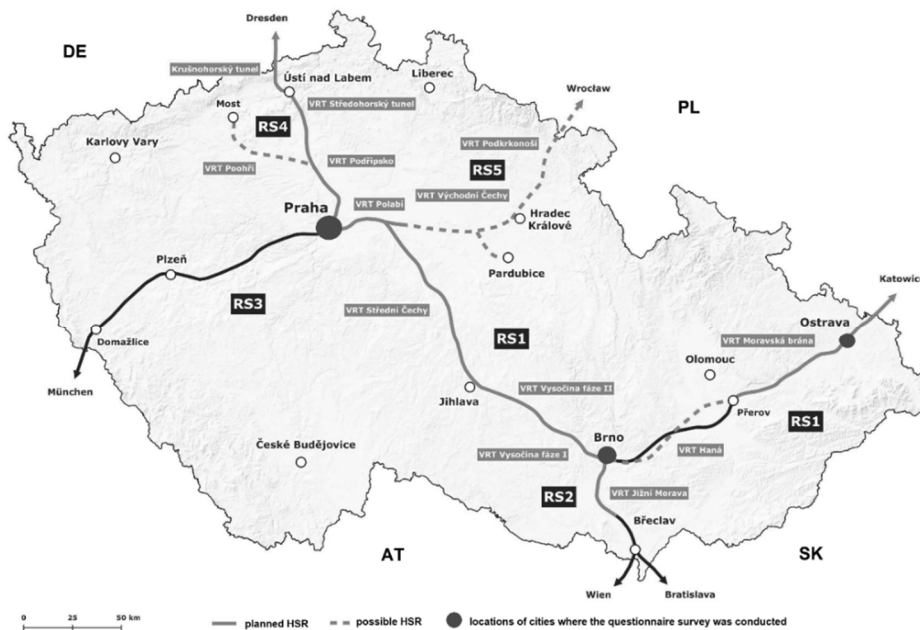 Dresden
DE
Krušnohorský tunel
Ústí nad Labem
Liberec
Wrocław
Most
VRT Středohorský tunel
PL
RS4
VRT Podkrkonoší
Karlovy Vary
VRT Poohří
VRT Podřipsko
RS5
VRT Východní Čechy
Praha
VRT Polabí
Hradec
Králové
Plzeň
Pardubice
Katowice
RS3
VRT Střední Čechy
Ostrava
Domažlice
RS1
VRT Moravská brána
Olomouc
München
Jihlava
VRT Vysočina fáze II
Přerov
RS1
Brno
České Budějovice
VRT Vysočina fáze I
VRT Haná
RS2
VRT Jižní Morava
Břeclav
AT
SK
Wien
Bratislava
0 25 50 km
planned HSR
possible HSR
locations of cities where the questionnaire survey was conducted